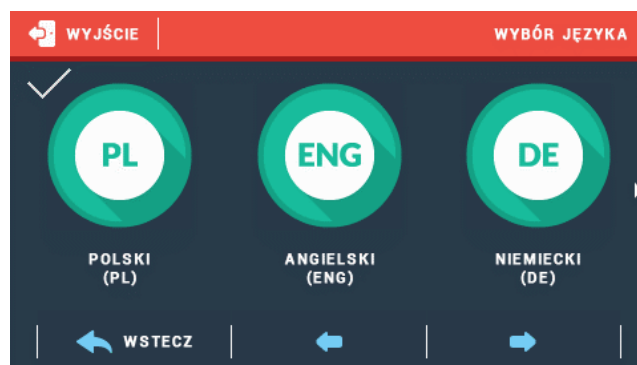 WYJŚCIE
WYBÓR JĘZYKA
PL
ENG
DE
POLSKI
(PL)
ANGIELSKI
(ENG)
NIEMIECKI
(DE)
WSTECZ